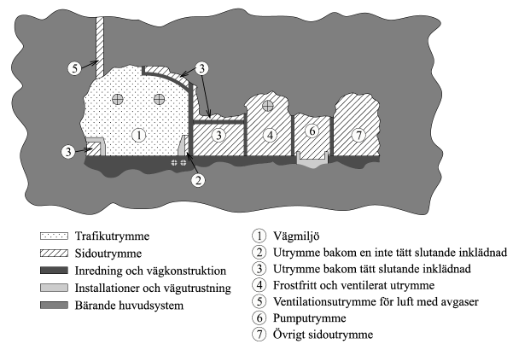 5
3
1
3
4
6
7
3
2
Trafikutrymme
Sidoutrymme
Inredning och vägkonstruktion
Installationer och vägutrustning
Bärande huvudsystem
1 Vägmiljö
2 Utrymme bakom en inte tätt slutande inklädnad
3 Utrymme bakom tätt slutande inklädnad
4 Frostfritt och ventilerat utrymme
5 Ventilationsutrymme för luft med avgaser
6 Pumputrymme
7 Övrigt sidoutrymme